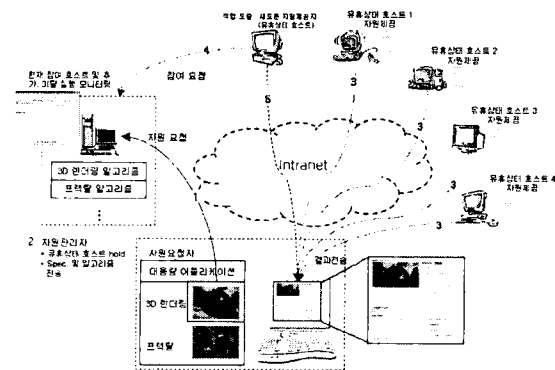 작업 도중 새로운 자원제공자
(유휴상태 호스트)
유휴상태 호스트 1
자원제공
유휴상태 호스트 2
자원제공
4
참여 요청
현재 참여 호스트 및 추
가, 이탈 실행 모니터링
5
3
3
3
유휴상태 호스트 3
자원제공
자원 요청
Intranet
1
3D 렌더링 알고리즘
프랙탈 알고리즘
3
유휴상태 호스트 4
자원제공
3
2 자원관리자
• 유휴상태 호스트 hold
• Spec. 및 알고리즘
전송
자원요청자
대용량 어플리케이션
결과전송
3D 렌더링
프랙탈